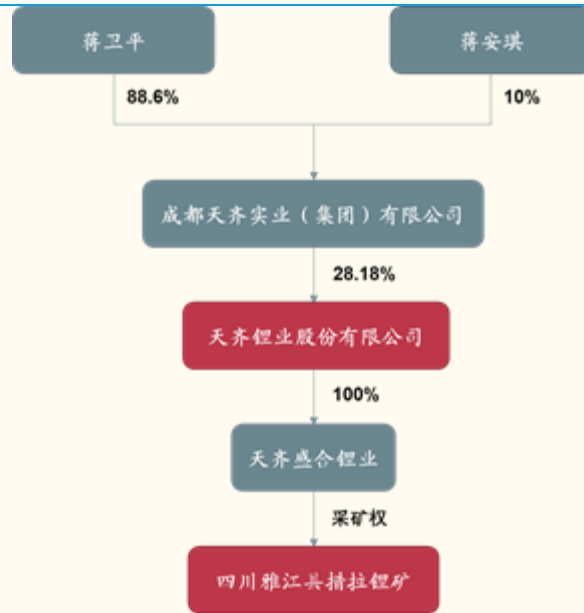 蒋卫平
蒋安琪
88.6%
10%
成都天齐实业（集团）有限公司
28.18%
天齐锂业股份有限公司
100%
天齐盛合锂业
采矿权
四川雅江县措拉锂矿